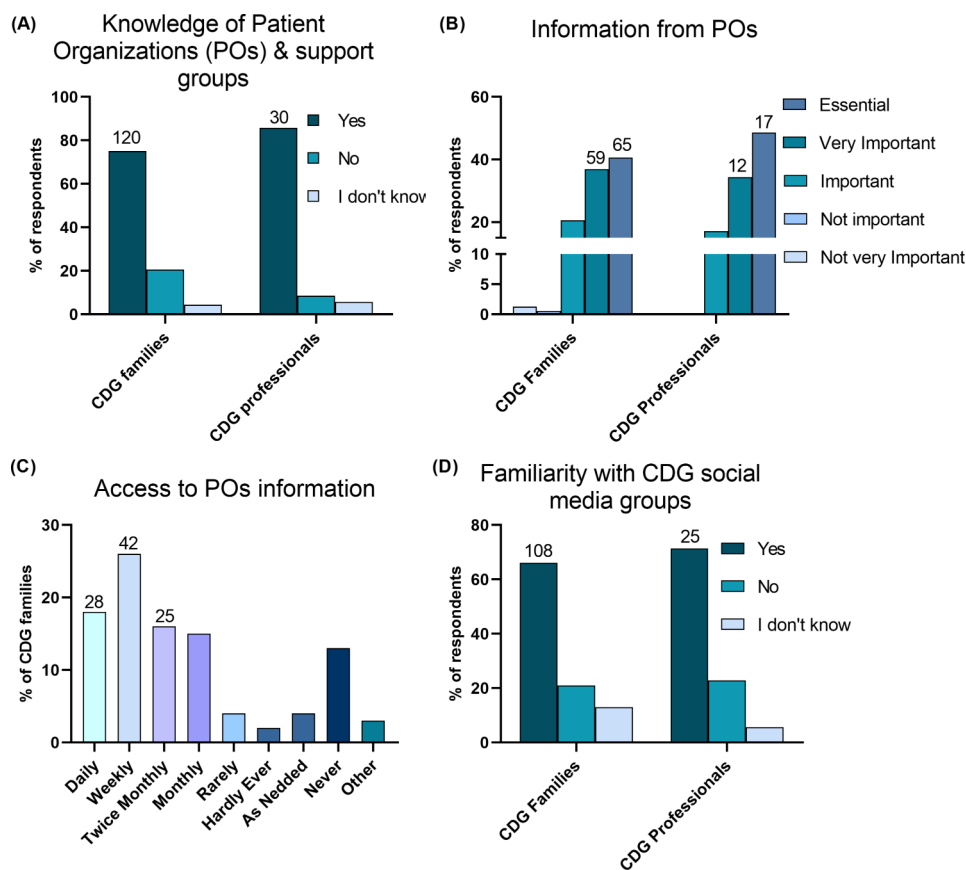 (A)
Knowledge of Patient
Organizations (POs) & support
groups
% of respondents
100
80
60
40
20
0
120
30
Yes
No
I don't know
CDG families
CDG professionals
(B)
Information from POs
% of respondents
60
40
20
10
5
0
59
65
12
17
Essential
Very Important
Important
Not important
Not very Important
CDG Families
CDG Professionals
(C)
Access to POs information
% of CDG families
30
20
10
0
28
42
25
Daily
Weekly
Twice Monthly
Monthly
Rarely
Hardly Ever
As Nedded
Never
Other
(D)
Familiarity with CDG social
media groups
% of respondents
80
60
40
20
0
108
25
Yes
No
I don't know
CDG Families
CDG Professionals